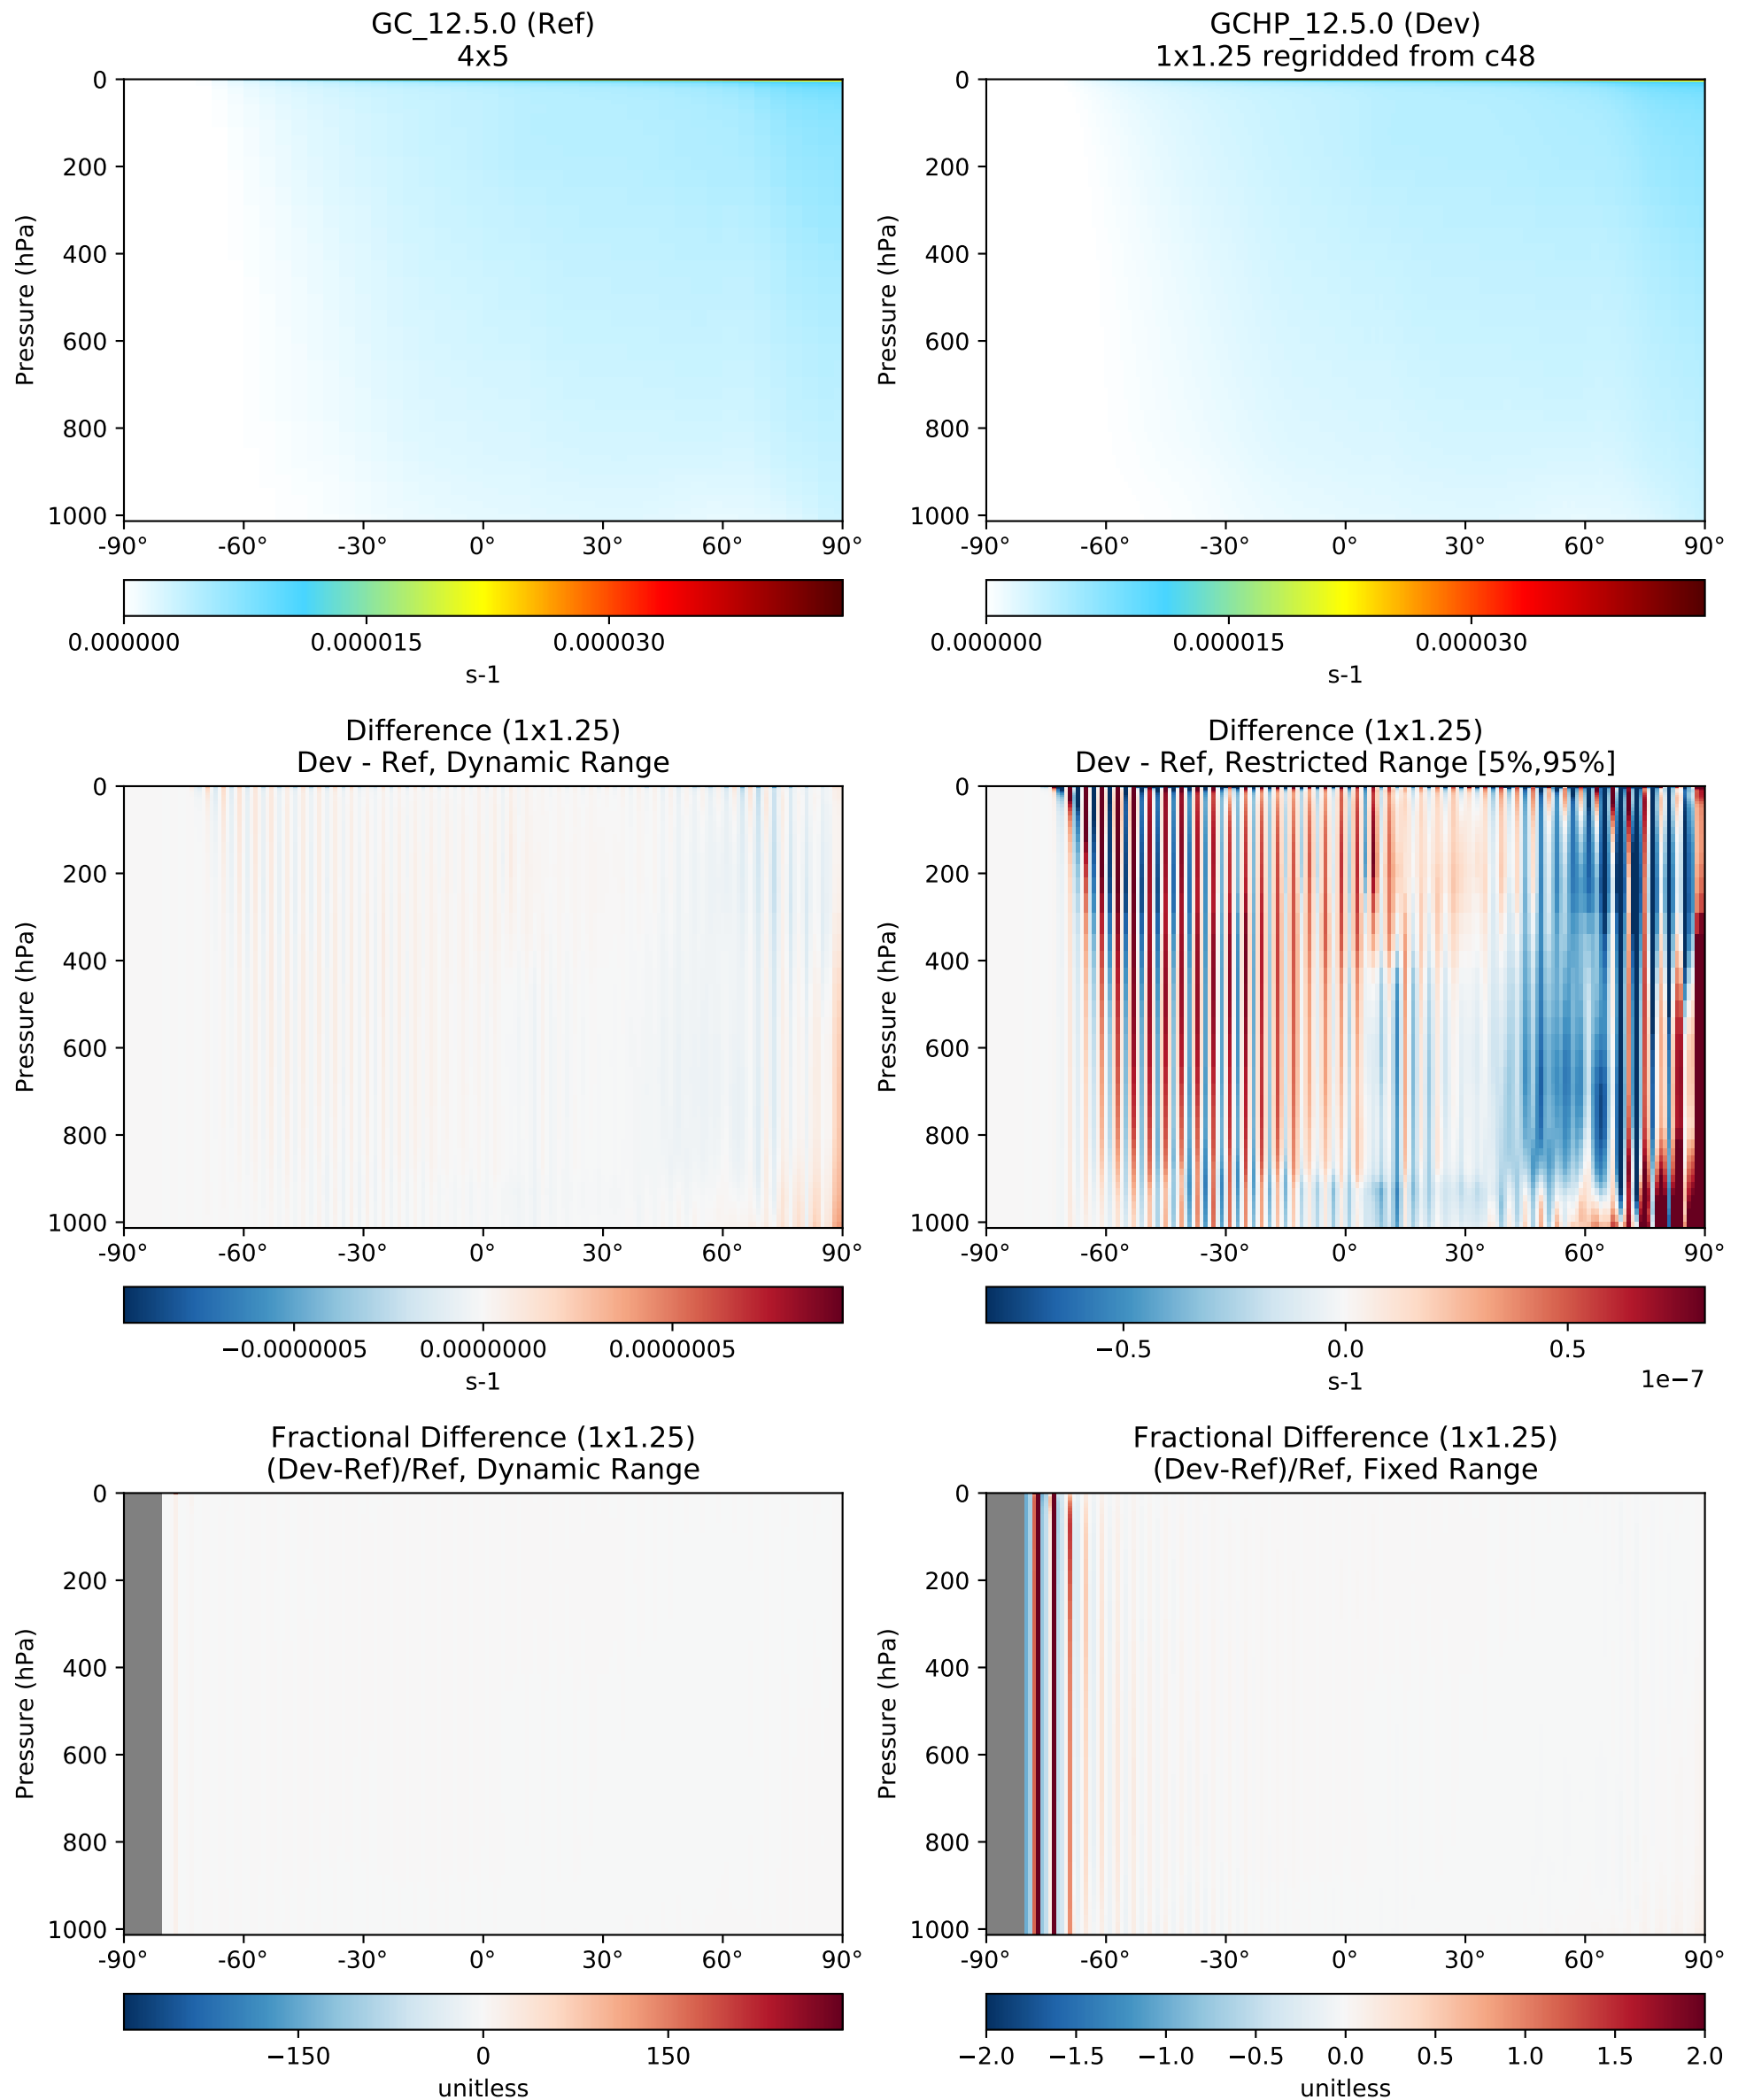 GC_12.5.0 (Ref)
4x5
0
200
400
600
800
1000
Pressure (hPa)
-90° -60° -30° 0° 30° 60° 90°
0.000000 0.000015 0.000030
s-1
GCHP_12.5.0 (Dev)
1x1.25 regridded from c48
0
200
400
600
800
1000
Pressure (hPa)
-90° -60° -30° 0° 30° 60° 90°
0.000000 0.000015 0.000030
s-1
Difference (1x1.25)
Dev - Ref, Dynamic Range
0
200
400
600
800
1000
Pressure (hPa)
-90° -60° -30° 0° 30° 60° 90°
−0.0000005 0.0000000 0.0000005
s-1
Difference (1x1.25)
Dev - Ref, Restricted Range [5%,95%]
0
200
400
600
800
1000
Pressure (hPa)
-90° -60° -30° 0° 30° 60° 90°
−0.5 0.0 0.5
s-1 1e−7
Fractional Difference (1x1.25)
(Dev-Ref)/Ref, Dynamic Range
0
200
400
600
800
1000
Pressure (hPa)
-90° -60° -30° 0° 30° 60° 90°
−150 0 150
unitless
Fractional Difference (1x1.25)
(Dev-Ref)/Ref, Fixed Range
0
200
400
600
800
1000
Pressure (hPa)
-90° -60° -30° 0° 30° 60° 90°
−2.0 −1.5 −1.0 −0.5 0.0 0.5 1.0 1.5 2.0
unitless